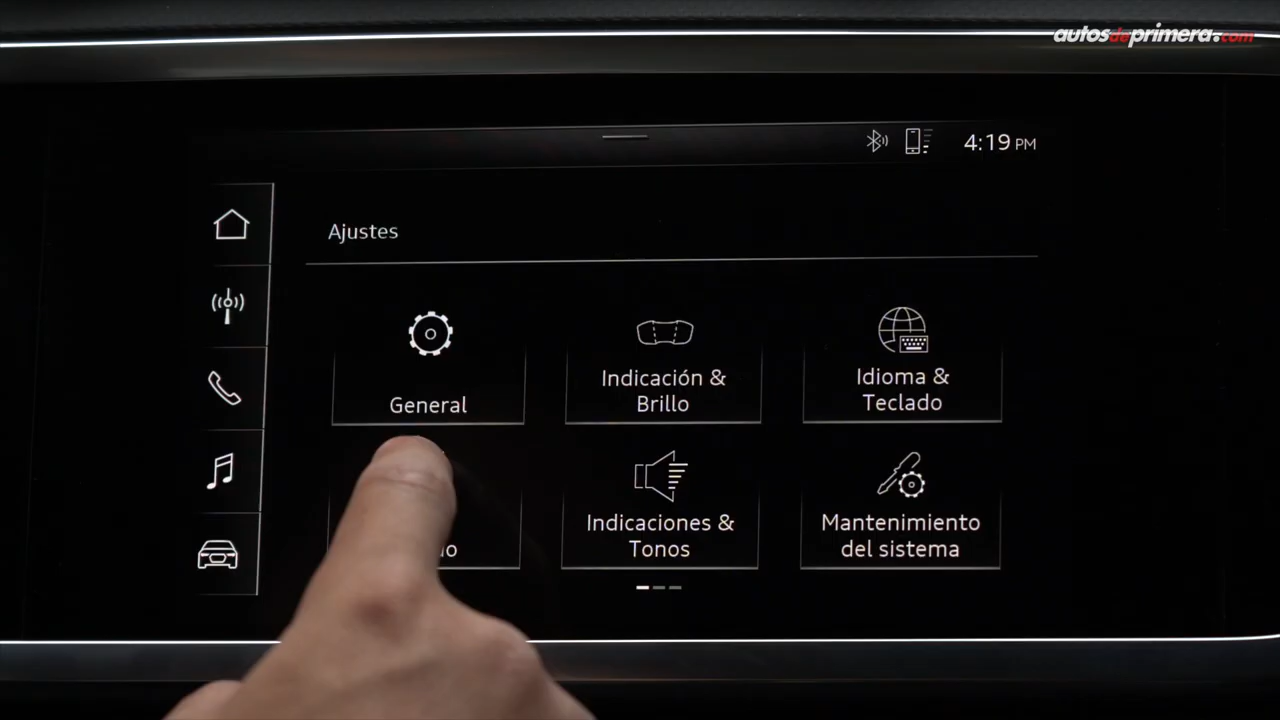 autosdeprimera.com
4:19 PM
Ajustes
General
Indicación &
Brillo
Idioma &
Teclado
Indicaciones &
Tonos
Mantenimiento
del sistema